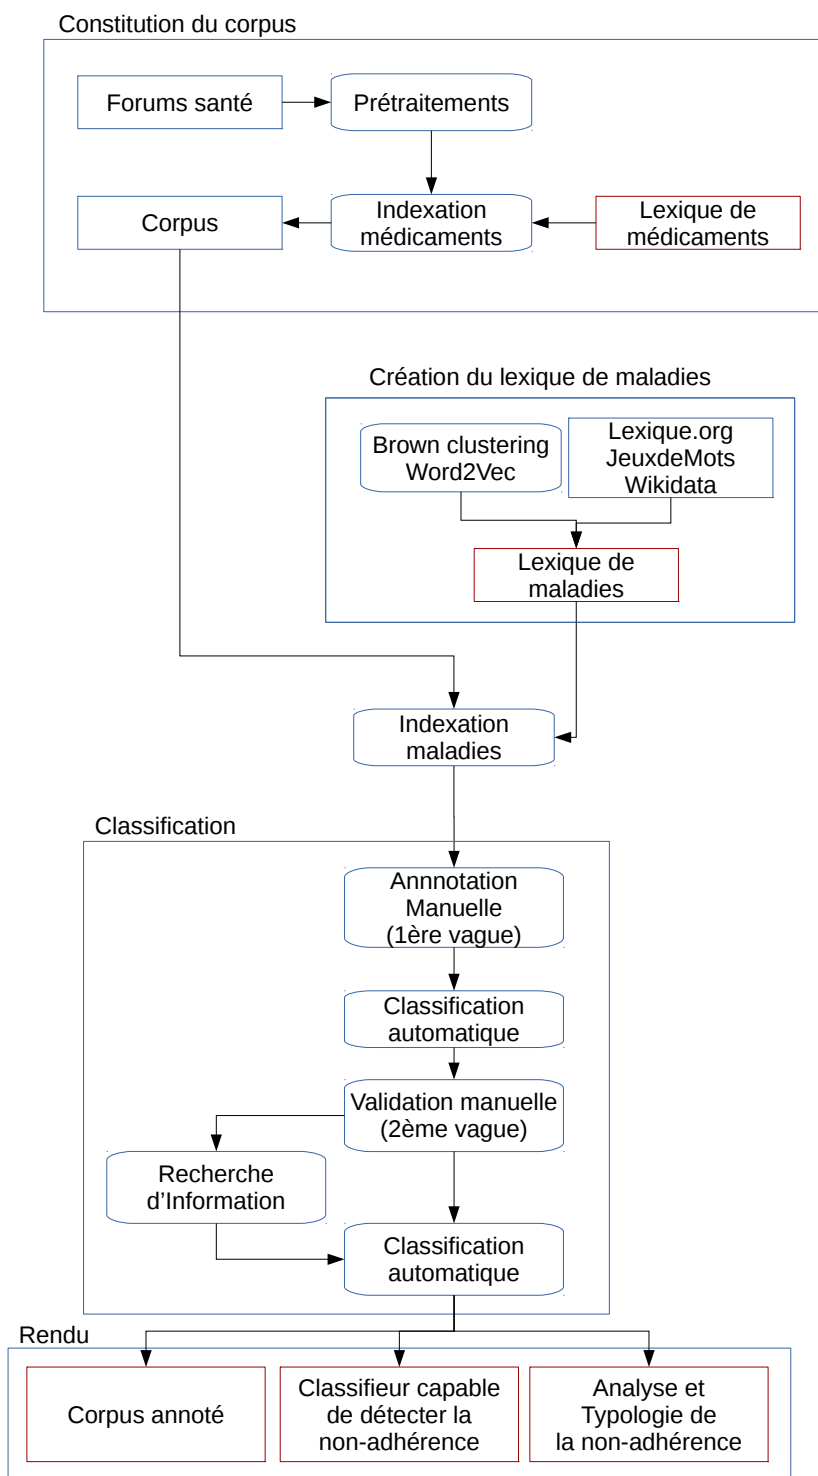 Constitution du corpus
Forums santé
Prétraitements
Corpus
Indexation
médicaments
Lexique de
médicaments
Création du lexique de maladies
Brown clustering
Word2Vec
Lexique.org
JeuxdeMots
Wikidata
Lexique de
maladies
Indexation
maladies
Classification
Annnotation
Manuelle
(1ère vague)
Classification
automatique
Validation manuelle
(2ème vague)
Recherche
d’Information
Classification
automatique
Rendu
Corpus annoté
Classifieur capable
de détecter la
non-adhérence
Analyse et
Typologie de
la non-adhérence